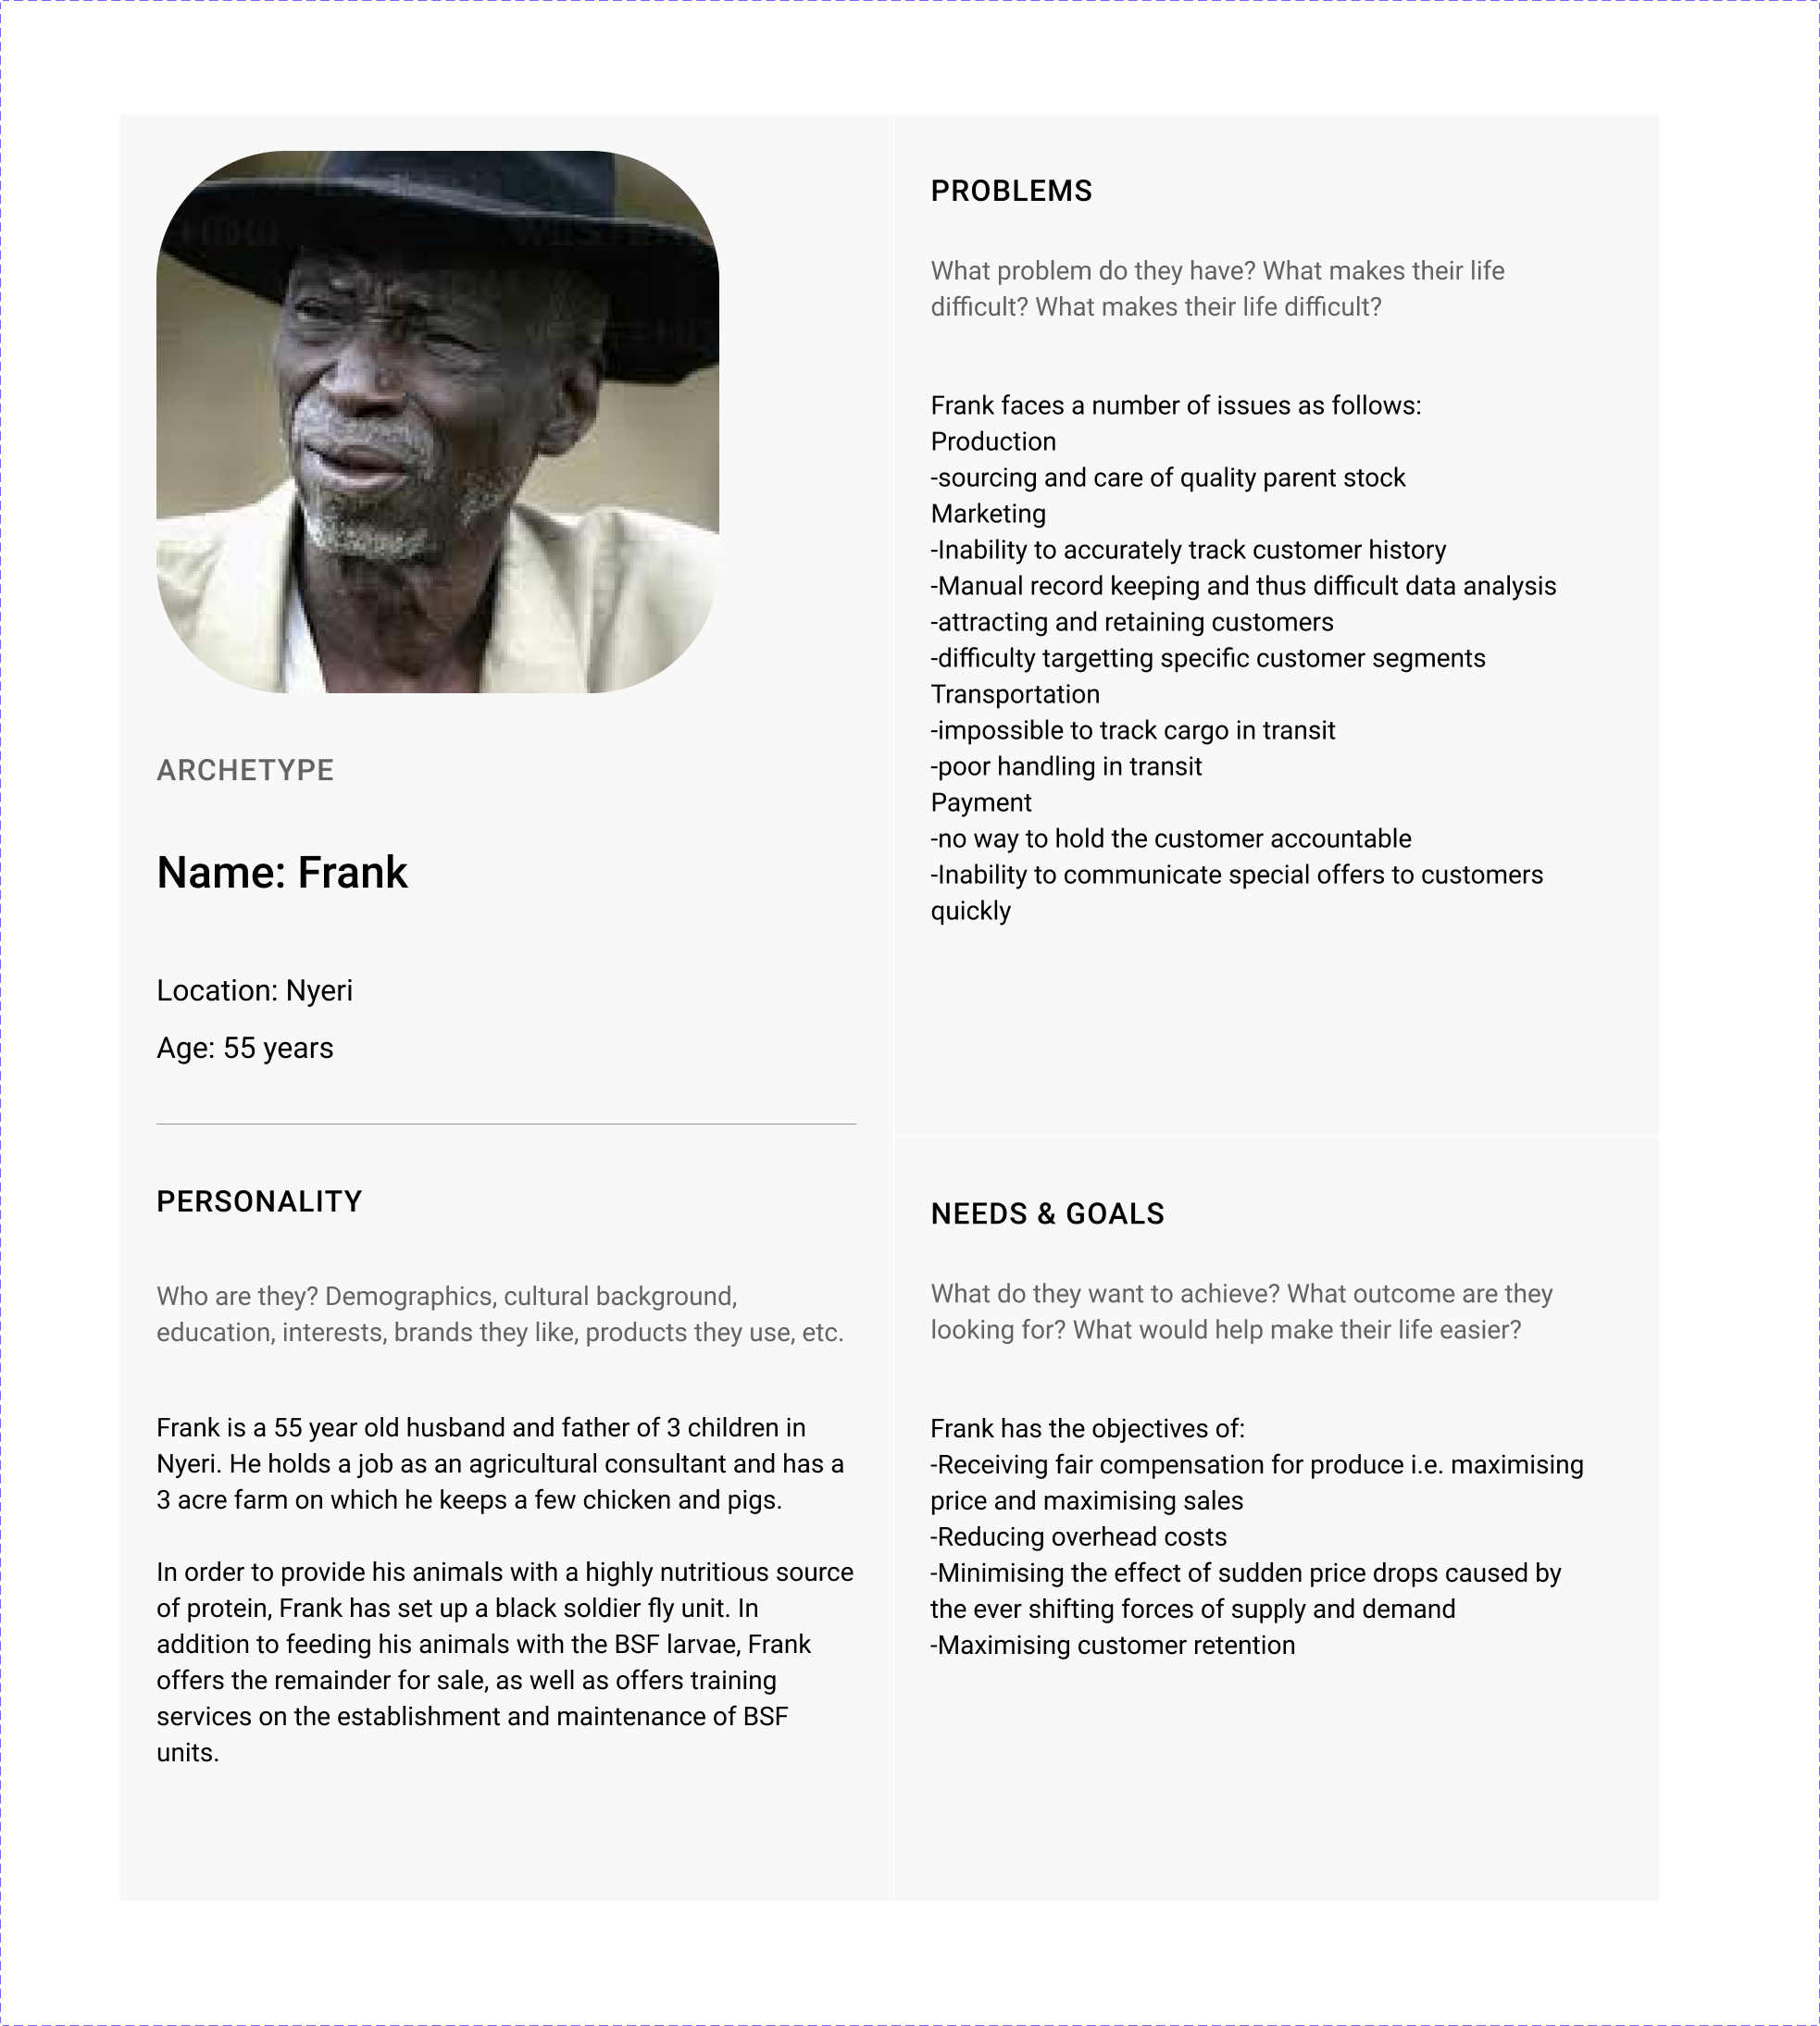 ARCHETYPE
Name: Frank
Location: Nyeri
Age: 55 years
PERSONALITY
Who are they? Demographics, cultural background,
education, interests, brands they like, products they use, etc.
Frank is a 55 year old husband and father of 3 children in
Nyeri. He holds a job as an agricultural consultant and has a
3 acre farm on which he keeps a few chicken and pigs.
In order to provide his animals with a highly nutritious source
of protein, Frank has set up a black soldier fly unit. In
addition to feeding his animals with the BSF larvae, Frank
offers the remainder for sale, as well as offers training
services on the establishment and maintenance of BSF
units.
PROBLEMS
What problem do they have? What makes their life
difficult? What makes their life difficult?
Frank faces a number of issues as follows:
Production
-sourcing and care of quality parent stock
Marketing
-Inability to accurately track customer history
-Manual record keeping and thus difficult data analysis
-attracting and retaining customers
-difficulty targetting specific customer segments
Transportation
-impossible to track cargo in transit
-poor handling in transit
Payment
-no way to hold the customer accountable
-Inability to communicate special offers to customers
quickly
NEEDS & GOALS
What do they want to achieve? What outcome are they
looking for? What would help make their life easier?
Frank has the objectives of:
-Receiving fair compensation for produce i.e. maximising
price and maximising sales
-Reducing overhead costs
-Minimising the effect of sudden price drops caused by
the ever shifting forces of supply and demand
-Maximising customer retention